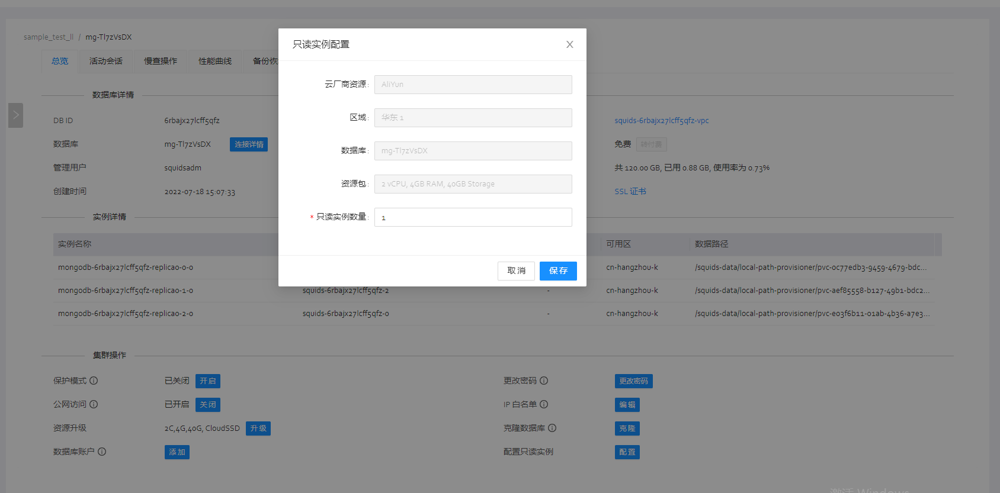 sample_test_ll / mg-Tl7zVsDX
总览 活动会话 慢查操作 性能曲线 备份恢
只读实例配置
云厂商资源: AliYun
区域: 华东 1
数据库: mg-Tl7zVsDX
资源包: 2 vCPU, 4GB RAM, 40GB Storage
* 只读实例数量: 1
取消 保存
数据库详情
DB ID 6rbajx27lcff5qfz squids-6rbajx27lcff5qfz-vpc
数据库 mg-Tl7zVsDX 连接详情 免费 转付费
管理用户 squidsadm 共 120.00 GB, 已用 0.88 GB, 使用率为 0.73%
创建时间 2022-07-18 15:07:33 SSL 证书
实例详情
实例名称 可用区 数据路径
mongodb-6rbajx27lcff5qfz-replica0-0-0 cn-hangzhou-k /squids-data/local-path-provisioner/pvc-0c77edb3-9459-4679-bdc...
mongodb-6rbajx27lcff5qfz-replica0-1-0 squids-6rbajx27lcff5qfz-2 - cn-hangzhou-k /squids-data/local-path-provisioner/pvc-aef85558-b127-49b1-bdc2...
mongodb-6rbajx27lcff5qfz-replica0-2-0 squids-6rbajx27lcff5qfz-0 - cn-hangzhou-k /squids-data/local-path-provisioner/pvc-e03f6b11-01ab-4b36-a7e3...
集群操作
保护模式 已关闭 开启 更改密码 更改密码
公网访问 已开启 关闭 IP 白名单 编辑
资源升级 2C,4G,40G, CloudSSD 升级 克隆数据库 克隆
数据库账户 添加 配置只读实例 配置
激活 Windows